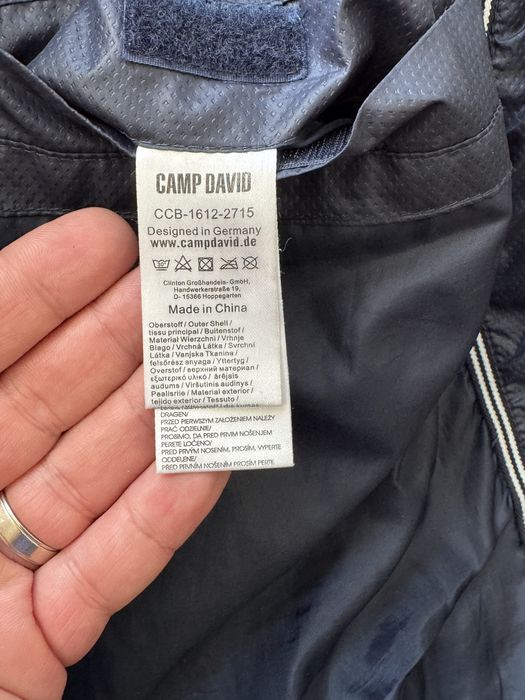 CAMP DAVID
CCB-1612-2715
Designed in Germany
www.campdavid.de
Clinton Großhandels- GmbH,
Handwerkerstraße 19,
D- 15366 Hoppegarten
Made in China
Oberstoff / Outer Shell /
tissu principal / Buitenstof /
Material Wierzchni / Vrhnje
Blago / Vrchná Látka / Svrchní
Látka / Vanjska Tkanina /
felsőrész anyaga / Yttertyg /
Overstof / верхний материал /
εξωτερικό υλικό / ārējais
audums / Viršutinis audinys /
Pealisriie / Material exterior /
tejido exterior / Tessuto /
DRAGEN/
PRZED PIERWSZYM ZAŁOŻENIEM NALEŻY
PRAĆ ODZIELNIE/
PROSIMO, DA PRED PRVIM NOŠENJEM
PERETE LOČENO/
PRED PRVÝM NOSENÍM, PROSÍM, VYPERTE
ODDELENE/
PŘED PRVNÍM NOŠENÍM, PROSÍM PERTE